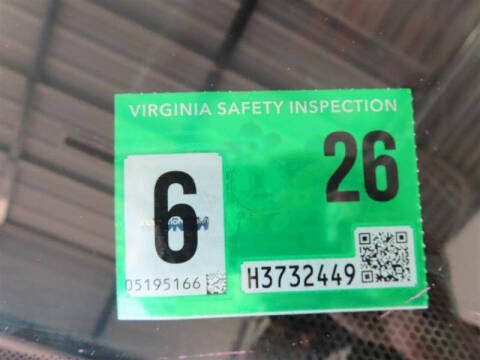 VIRGINIA SAFETY INSPECTION
26
6
05195166
H3732449